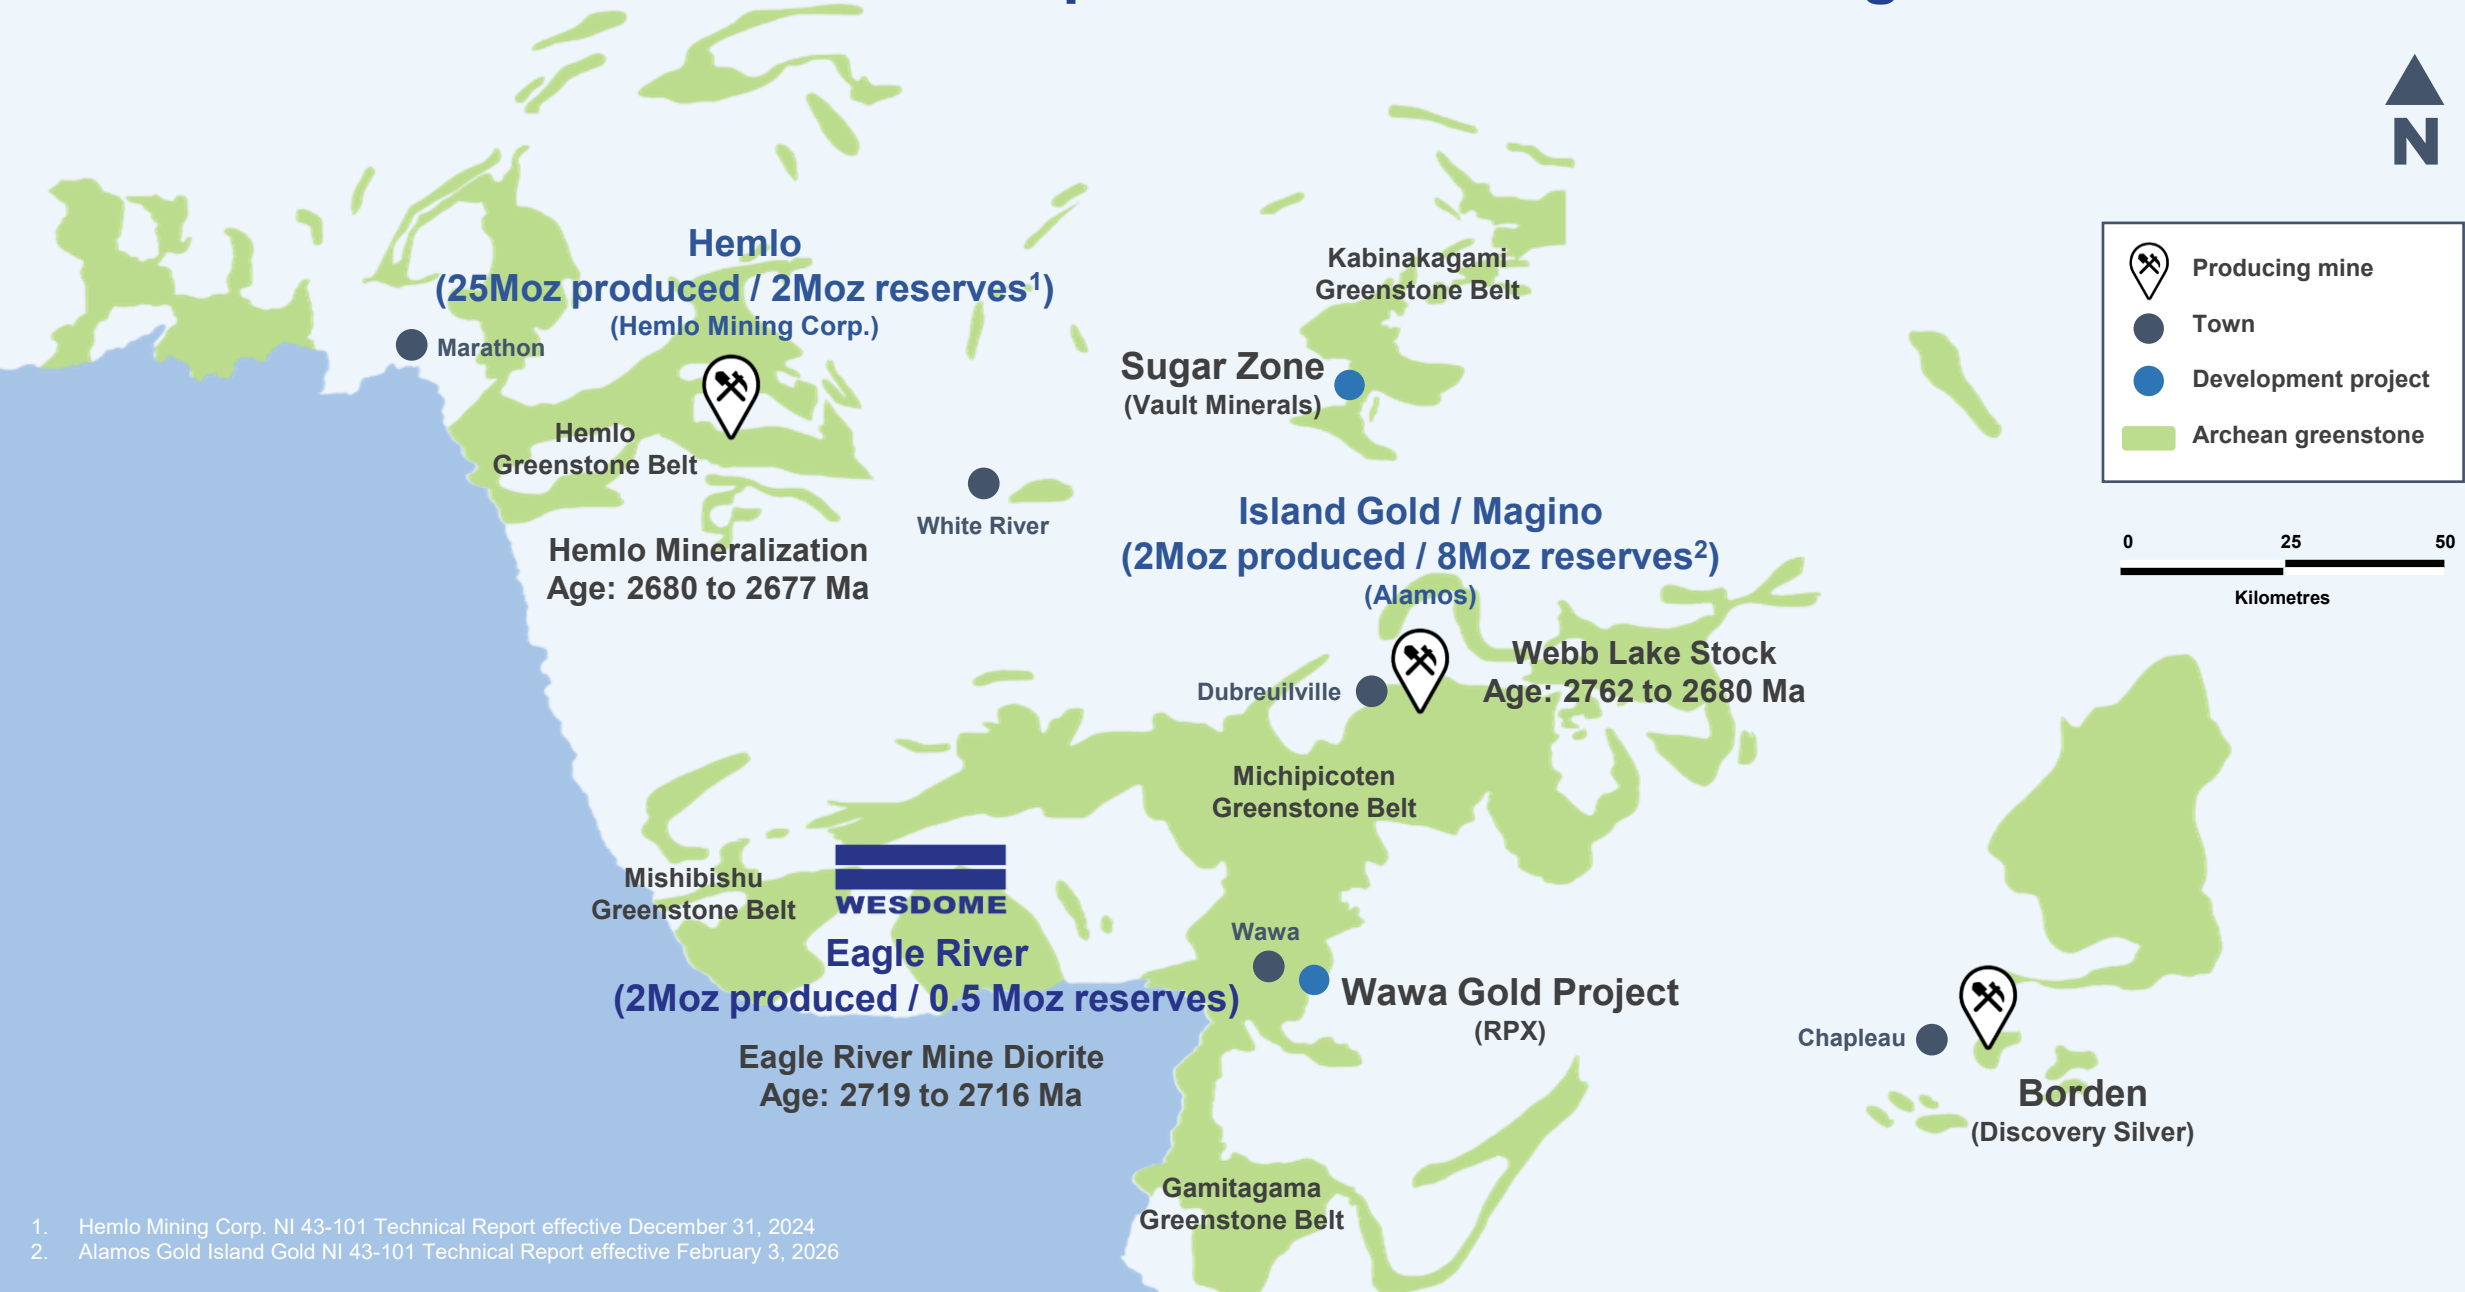 N
Producing mine
Town
Development project
Archean greenstone
0 25 50
Kilometres
Hemlo
(25Moz produced / 2Moz reserves¹)
(Hemlo Mining Corp.)
Marathon
Hemlo
Greenstone Belt
Hemlo Mineralization
Age: 2680 to 2677 Ma
White River
Kabinakagami
Greenstone Belt
Sugar Zone
(Vault Minerals)
Island Gold / Magino
(2Moz produced / 8Moz reserves²)
(Alamos)
Dubreuilville
Webb Lake Stock
Age: 2762 to 2680 Ma
Michipicoten
Greenstone Belt
Mishibishu
Greenstone Belt
WESDOME
Eagle River
(2Moz produced / 0.5 Moz reserves)
Eagle River Mine Diorite
Age: 2719 to 2716 Ma
Wawa
Wawa Gold Project
(RPX)
Chapleau
Borden
(Discovery Silver)
Gamitagama
Greenstone Belt
1. Hemlo Mining Corp. NI 43-101 Technical Report effective December 31, 2024
2. Alamos Gold Island Gold NI 43-101 Technical Report effective February 3, 2026